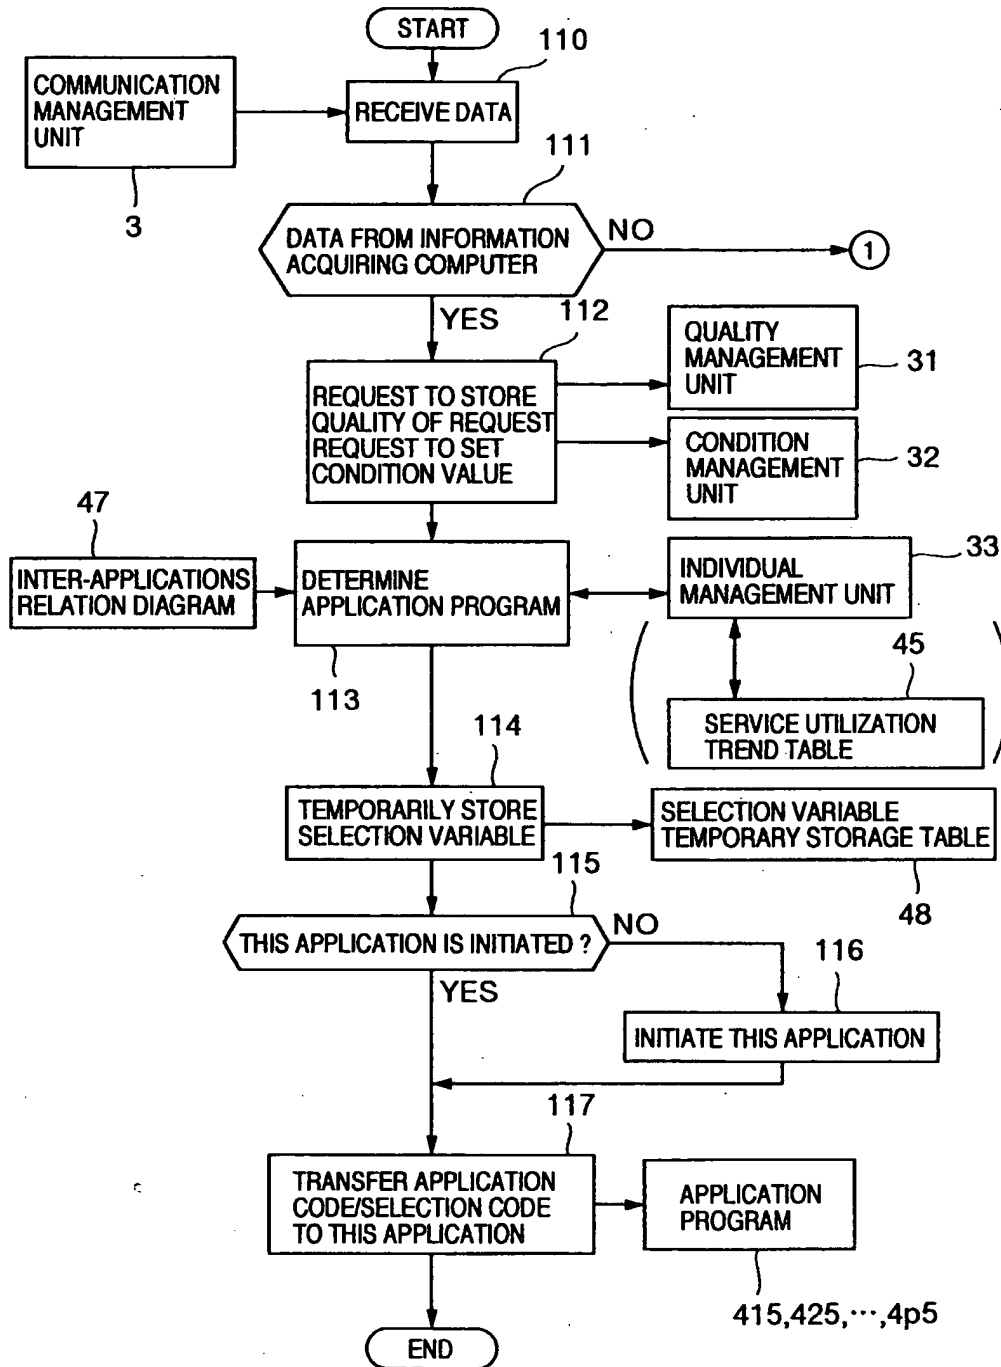 START
110
COMMUNICATION
MANAGEMENT
UNIT
RECEIVE DATA
3
111
DATA FROM INFORMATION
ACQUIRING COMPUTER
NO
1
YES
112
QUALITY
MANAGEMENT
UNIT
31
REQUEST TO STORE
QUALITY OF REQUEST
REQUEST TO SET
CONDITION VALUE
CONDITION
MANAGEMENT
UNIT
32
47
INTER-APPLICATIONS
RELATION DIAGRAM
DETERMINE
APPLICATION PROGRAM
113
INDIVIDUAL
MANAGEMENT UNIT
33
45
SERVICE UTILIZATION
TREND TABLE
114
TEMPORARILY STORE
SELECTION VARIABLE
SELECTION VARIABLE
TEMPORARY STORAGE TABLE
48
115
THIS APPLICATION IS INITIATED ?
NO
YES
116
INITIATE THIS APPLICATION
117
TRANSFER APPLICATION
CODE/SELECTION CODE
TO THIS APPLICATION
APPLICATION
PROGRAM
415,425,···,4p5
END